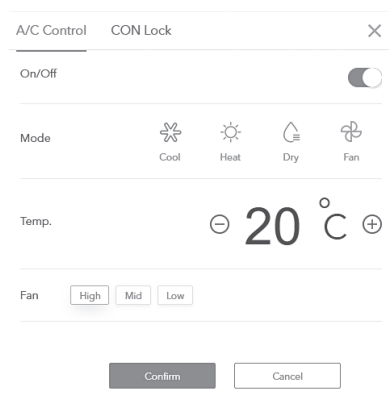 A/C Control CON Lock
On/Off
Mode
Cool Heat Dry Fan
Temp. 20 °C
Fan High Mid Low
Confirm Cancel